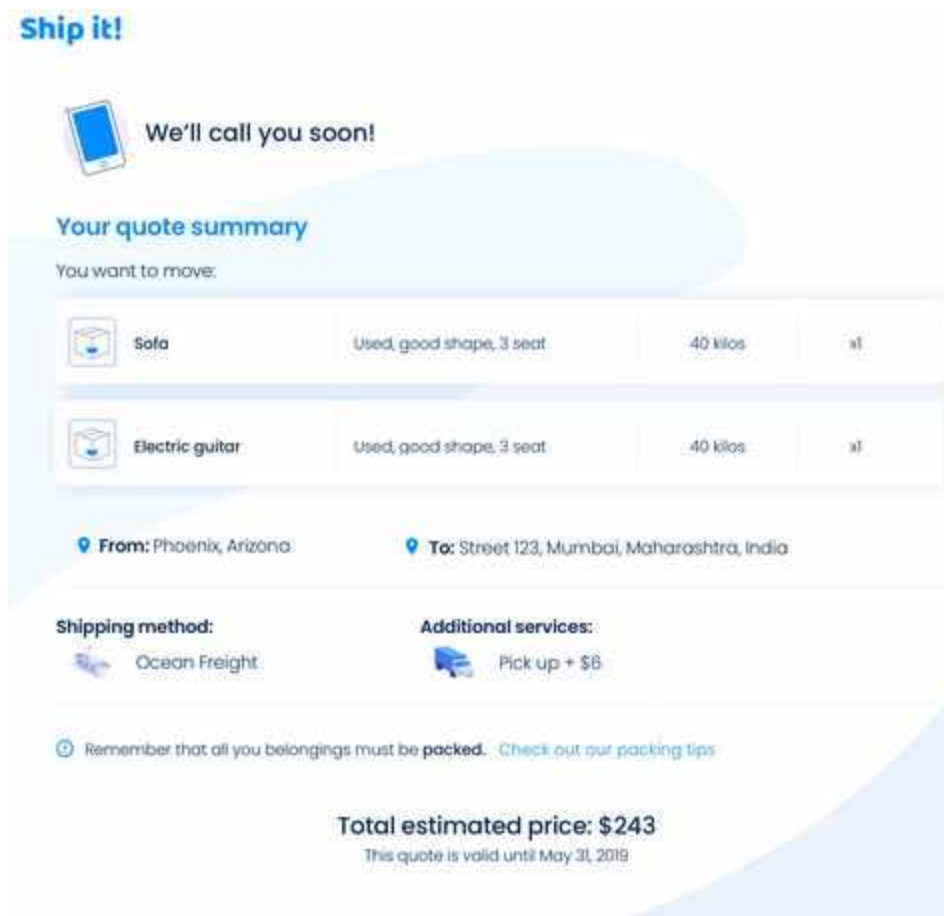 Ship it!
We'll call you soon!
Your quote summary
You want to move:
Sofa Used, good shape, 3 seat 40 kilos x1
Electric guitar Used, good shape, 3 seat 40 kilos x1
From: Phoenix, Arizona To: Street 123, Mumbai, Maharashtra, India
Shipping method: Additional services:
Ocean Freight Pick up + $6
Remember that all you belongings must be packed. Check out our packing tips
Total estimated price: $243
This quote is valid until May 31, 2019